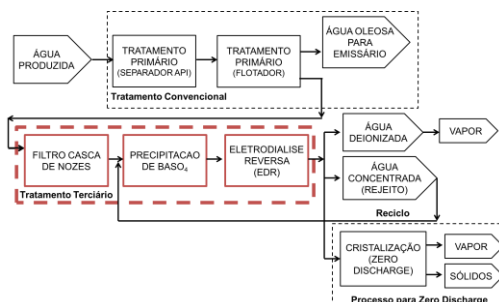 ÁGUA
PRODUZIDA
TRATAMENTO
PRIMÁRIO
(SEPARADOR API)
TRATAMENTO
PRIMÁRIO
(FLOTADOR)
ÁGUA OLEOSA
PARA
EMISSÁRIO
Tratamento Convencional
FILTRO CASCA
DE NOZES
PRECIPITACAO
DE BASO₄
ELETRODIALISE
REVERSA
(EDR)
Tratamento Terciário
ÁGUA
DEIONIZADA
VAPOR
ÁGUA
CONCENTRADA
(REJEITO)
Reciclo
CRISTALIZAÇÃO
(ZERO
DISCHARGE)
VAPOR
SÓLIDOS
Processo para Zero Discharge